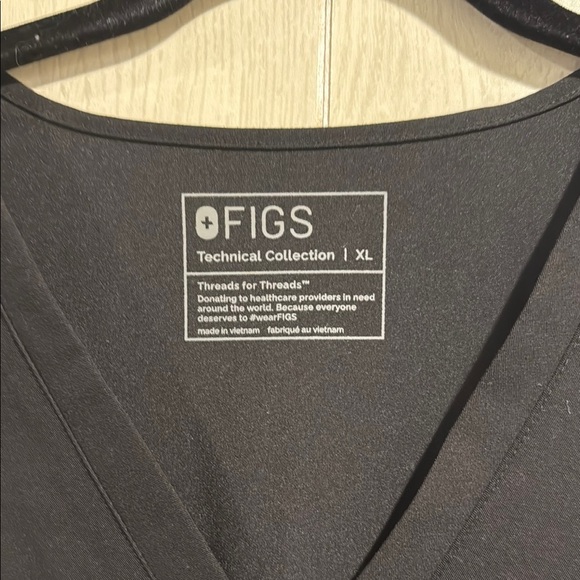 FIGS
Technical Collection | XL
Threads for Threads™
Donating to healthcare providers in need
around the world. Because everyone
deserves to #wearFIGS
made in vietnam fabriqué au vietnam